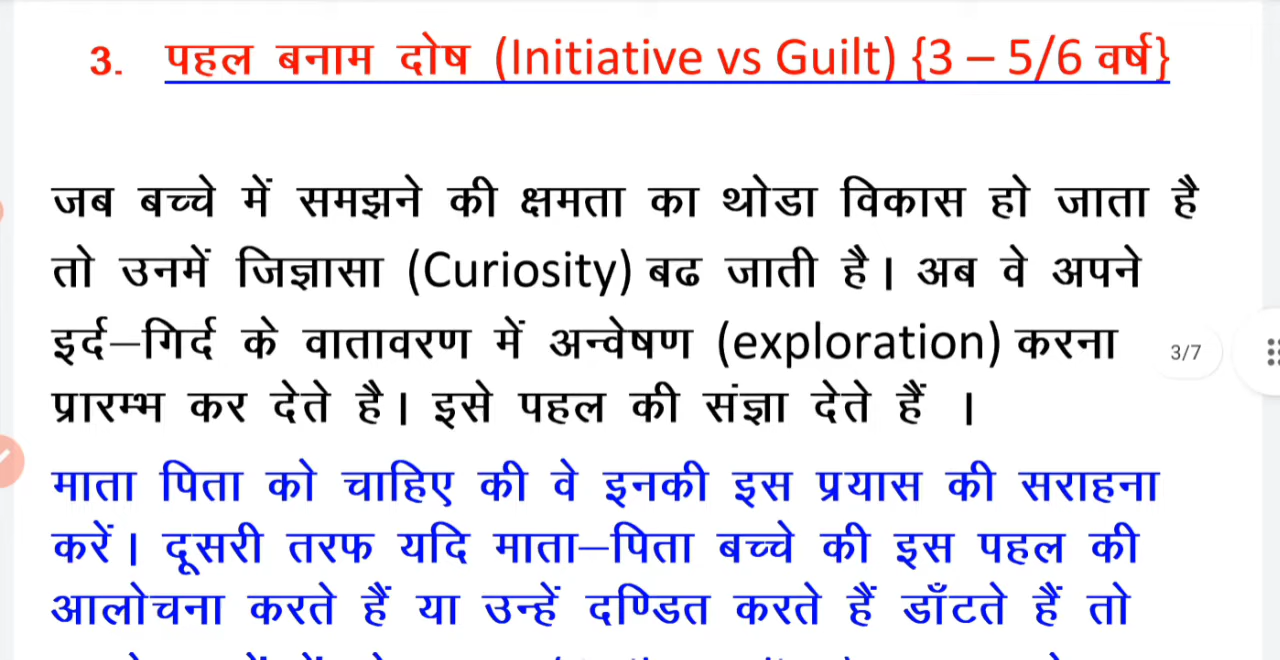 3. पहल बनाम दोष (Initiative vs Guilt) {3 – 5/6 वर्ष}
जब बच्चे में समझने की क्षमता का थोडा विकास हो जाता है
तो उनमें जिज्ञासा (Curiosity) बढ जाती है। अब वे अपने
इर्द–गिर्द के वातावरण में अन्वेषण (exploration) करना
3/7
प्रारम्भ कर देते है। इसे पहल की संज्ञा देते हैं ।
माता पिता को चाहिए की वे इनकी इस प्रयास की सराहना
करें। दूसरी तरफ यदि माता–पिता बच्चे की इस पहल की
आलोचना करते हैं या उन्हें दण्डित करते हैं डाँटते हैं तो